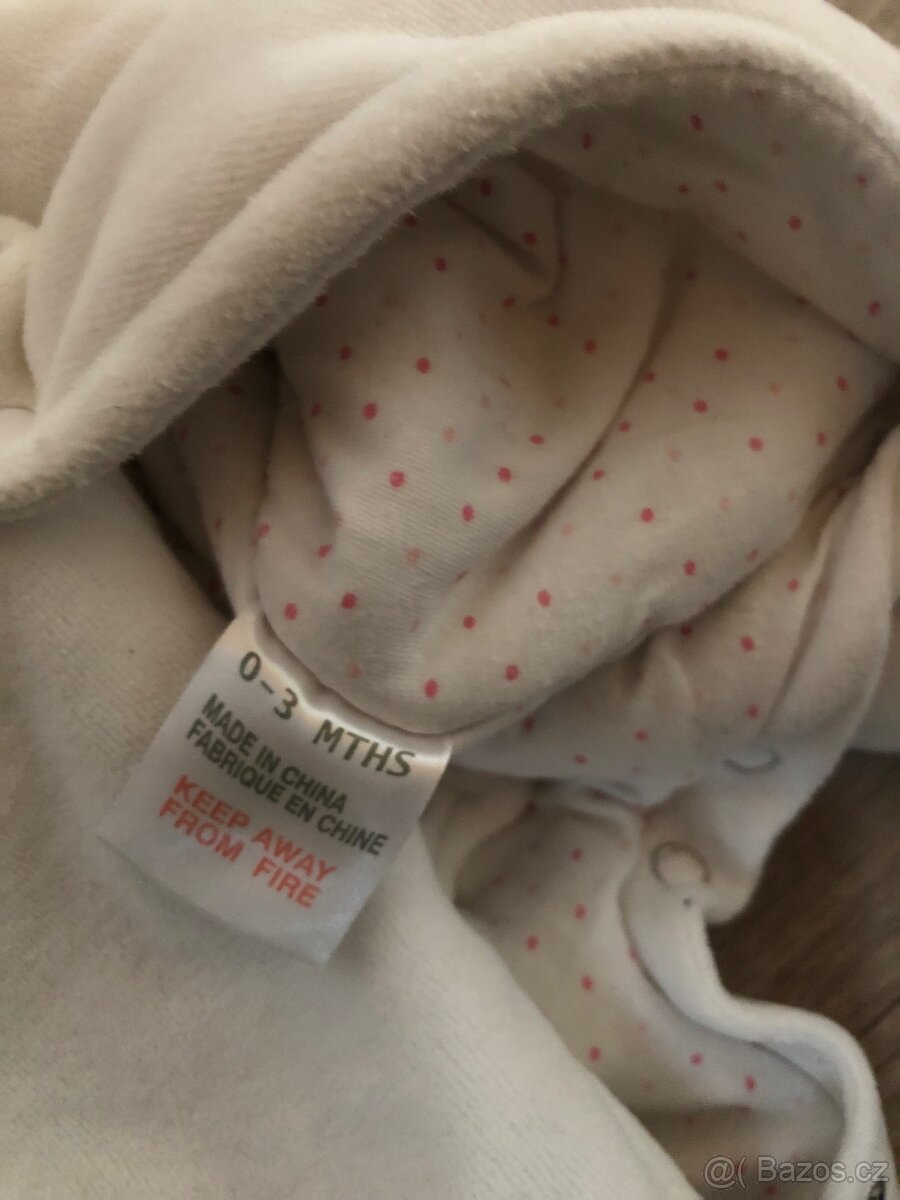 0-3 MTHS
MADE IN CHINA
FABRIQUE EN CHINE
KEEP AWAY
FROM FIRE
@( Bazos.cz